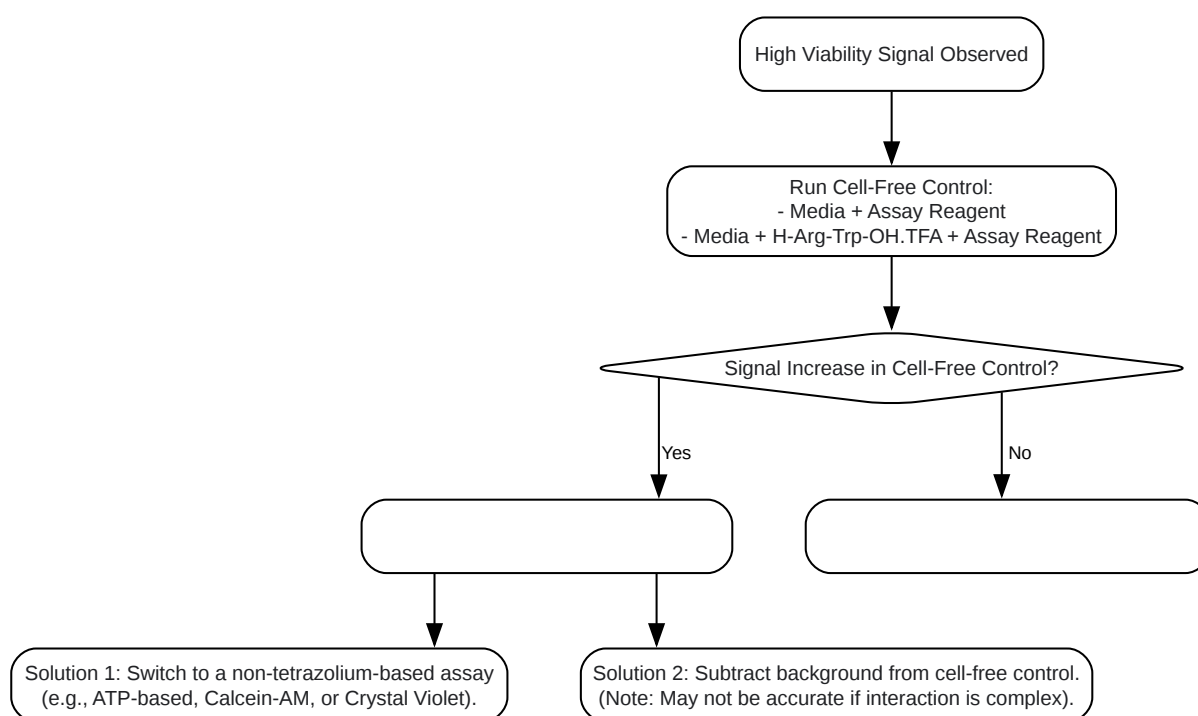 High Viability Signal Observed
Run Cell-Free Control:
- Media + Assay Reagent
- Media + H-Arg-Trp-OH.TFA + Assay Reagent
Signal Increase in Cell-Free Control?
Yes
No
Solution 1: Switch to a non-tetrazolium-based assay
(e.g., ATP-based, Calcein-AM, or Crystal Violet).
Solution 2: Subtract background from cell-free control.
(Note: May not be accurate if interaction is complex).